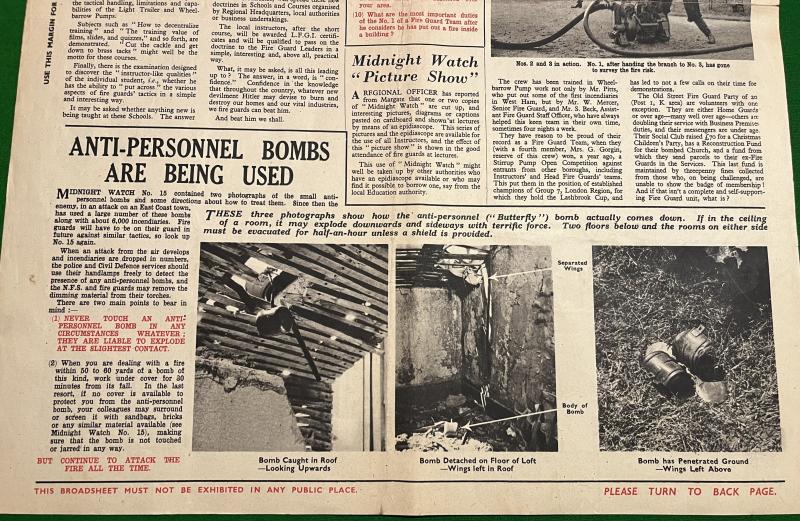 USE THIS MARGIN FOR
the tactical handling, limitations and capa-
bilities of the Light Trailer and Wheel-
barrow Pumps.
Subjects such as "How to decentralize
training" and "The training value of
films, slides, and quizzes," and so forth, are
demonstrated. "Cut the cackle and get
down to brass tacks" might well be the
motto for these courses.
Finally, there is the examination designed
to discover the "instructor-like qualities"
of the individual student, i.e., whether he
has the ability to "put across" the various
aspects of fire guards' tactics in a simple
and interesting way.
It may be asked whether anything new is
being taught at these Schools. The answer
doctrines in Schools and Courses organised
by Regional Headquarters, local authorities
or business undertakings.
The local instructors, after the short
course, will be awarded L.F.G.I. certifi-
cates and will be qualified to pass on the
doctrine to the Fire Guard Leaders in a
simple, interesting and, above all, practical
way.
What, it may be asked, is all this leading
up to? The answer, in a word, is "con-
fidence." Confidence in the knowledge
that throughout the country, whatever new
devilment Hitler may devise to burn and
destroy our homes and our vital industries,
we fire guards can beat him.
And beat him we shall.
your area.
(10) What are the most important duties
of the No. 1 of a Fire Guard Team after
he considers he has put out a fire inside
a building?
Midnight Watch
"Picture Show"
A REGIONAL OFFICER has reported
from Margate that one or two copies
of "Midnight Watch" are cut up, and
interesting pictures, diagrams or captions
pasted on cardboard and shown at lectures
by means of an epidiascope. This series of
pictures and the epidiascope are available for
the use of all Instructors, and the effect of
this "picture show" is shown in the good
attendance of fire guards at lectures.
This use of "Midnight Watch" might
well be taken up by other authorities who
have an epidiascope available or who may
find it possible to borrow one, say from the
local Education authority.
Nos. 2 and 3 in action. No. 1, after handing the branch to No. 3, has gone
to survey the fire risk.
The crew has been trained in Wheel-
barrow Pump work not only by Mr. Pitts,
who put out some of the first incendiaries
in West Ham, but by Mr. W. Mercer,
Senior Fire Guard, and Mr. S. Beck, Assist-
ant Fire Guard Staff Officer, who have always
helped this keen team in their own time,
sometimes four nights a week.
They have reason to be proud of their
record as a Fire Guard Team, when they
(with a fourth member, Mrs. G. Frontin,
reserve of this crew) won, a year ago, a
Stirrup Pump Open Competition against
entrants from other boroughs, including
Instructors' and Head Fire Guards' teams.
This put them in the position of established
champions of Group 7, London Region, for
which they hold the Lashbrook Cup, and
has led to not a few calls on their time for
demonstrations.
The Old Street Fire Guard Party of 20
(Post 5, K area) are volunteers with one
exception. They are either Home Guards
or over age—many well over age—others are
doubling their service with Business Premises
duties, and their messengers are under age.
Their Social Club raised £70 for a Christmas
Children's Party, has a Reconstruction Fund
for their bombed Church, and a fund from
which they send parcels to their ex-Fire
Guards in the Services. This last fund is
maintained by threepenny fines collected
from those who, on being challenged, are
unable to show the badge of membership!
And if that isn't a complete and self-support-
ing Fire Guard unit, what is?
ANTI-PERSONNEL BOMBS
ARE BEING USED
MIDNIGHT WATCH No. 15 contained two photographs of the small anti-
personnel bombs and some directions about how to treat them. Since then the
enemy, in an attack on an East Coast town,
has used a large number of these bombs
along with about 6,000 incendiaries. Fire
guards will have to be on their guard in
future against similar tactics, so look up
No. 15 again.
When an attack from the air develops
and incendiaries are dropped in numbers,
the police and Civil Defence services should
use their handlamps freely to detect the
presence of any anti-personnel bombs, and
the N.F.S. and fire guards may remove the
dimming material from their torches.
There are two main points to bear in
mind:—
(1) NEVER TOUCH AN ANTI-
PERSONNEL BOMB IN ANY
CIRCUMSTANCES WHATEVER;
THEY ARE LIABLE TO EXPLODE
AT THE SLIGHTEST CONTACT.
(2) When you are dealing with a fire
within 50 to 60 yards of a bomb of
this kind, work under cover for 30
minutes from its fall. In the last
resort, if no cover is available to
protect you from the anti-personnel
bomb, your colleagues may surround
or screen it with sandbags, bricks
or any similar material available (see
Midnight Watch No. 15), making
sure that the bomb is not touched
or jarred in any way.
BUT CONTINUE TO ATTACK THE
FIRE ALL THE TIME.
THESE three photographs show how the anti-personnel ("Butterfly") bomb actually comes down. If in the ceiling
of a room, it may explode downwards and sideways with terrific force. Two floors below and the rooms on either side
must be evacuated for half-an-hour unless a shield is provided.
Separated
Wings
Body of
Bomb
Bomb Caught in Roof
—Looking Upwards
Bomb Detached on Floor of Loft
—Wings left in Roof
Bomb has Penetrated Ground
—Wings Left Above
THIS BROADSHEET MUST NOT BE EXHIBITED IN ANY PUBLIC PLACE.
PLEASE TURN TO BACK PAGE.